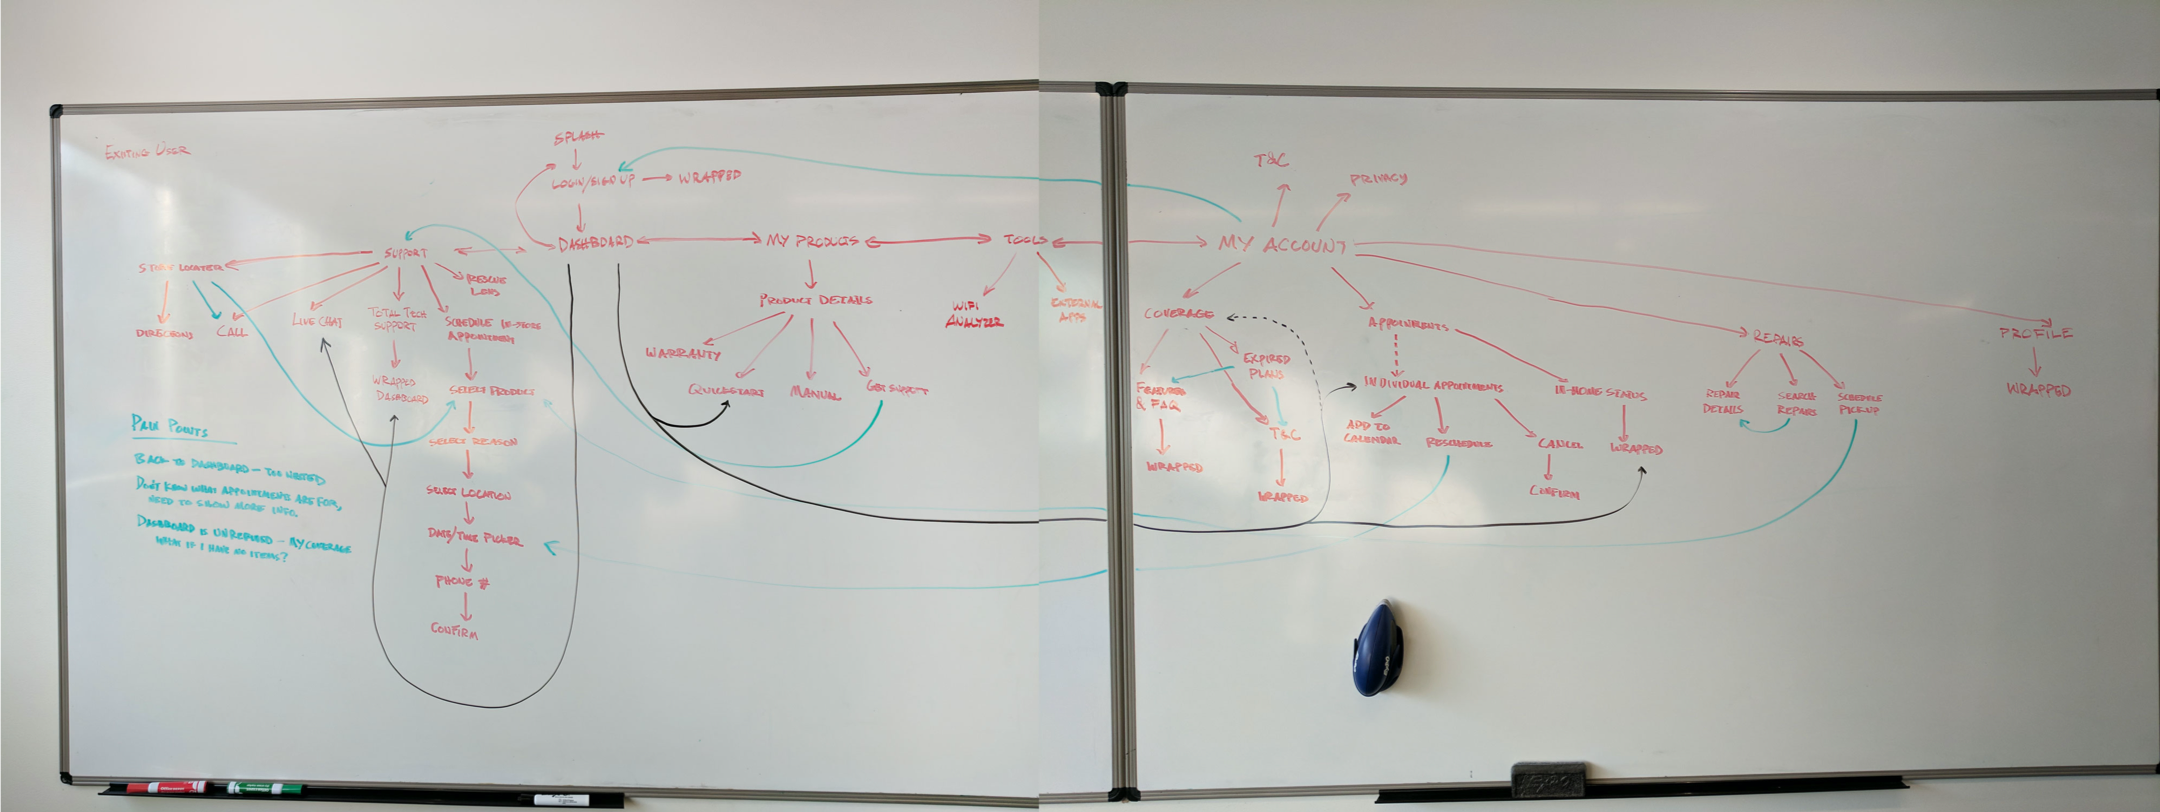 EXISTING USER
SPLASH
LOGIN/SIGN UP
WRAPPED
DASHBOARD
MY PRODUCTS
TOOLS
MY ACCOUNT
T&C
PRIVACY
SUPPORT
STORE LOCATOR
DIRECTIONS
CALL
LIVE CHAT
TOTAL TECH
SUPPORT
WRAPPED
DASHBOARD
RESCUE
SCHEDULE IN-STORE
APPOINTMENT
SELECT PRODUCT
SELECT REASON
SELECT LOCATION
DATE/TIME PICKER
PHONE #
CONFIRM
PRODUCT DETAILS
WARRANTY
QUICKSTART
MANUAL
GET SUPPORT
WIFI
ANALYZER
EXTERNAL
APPS
COVERAGE
EXPIRED
PLANS
& FAQ
WRAPPED
T&C
WRAPPED
APPOINTMENTS
INDIVIDUAL APPOINTMENTS
ADD TO
CALENDAR
RESCHEDULE
CANCEL
CONFIRM
IN-HOME STATUS
WRAPPED
REPAIRS
REPAIR
DETAILS
SEARCH
REPAIRS
SCHEDULE
PICKUP
PROFILE
WRAPPED
PAIN POINTS
BACK TO DASHBOARD - TOO NESTED
DON'T KNOW WHAT APPOINTMENTS ARE FOR,
NEED TO SHOW MORE INFO.
DASHBOARD IS - MY COVERAGE
WHAT IF I HAVE NO ITEMS?